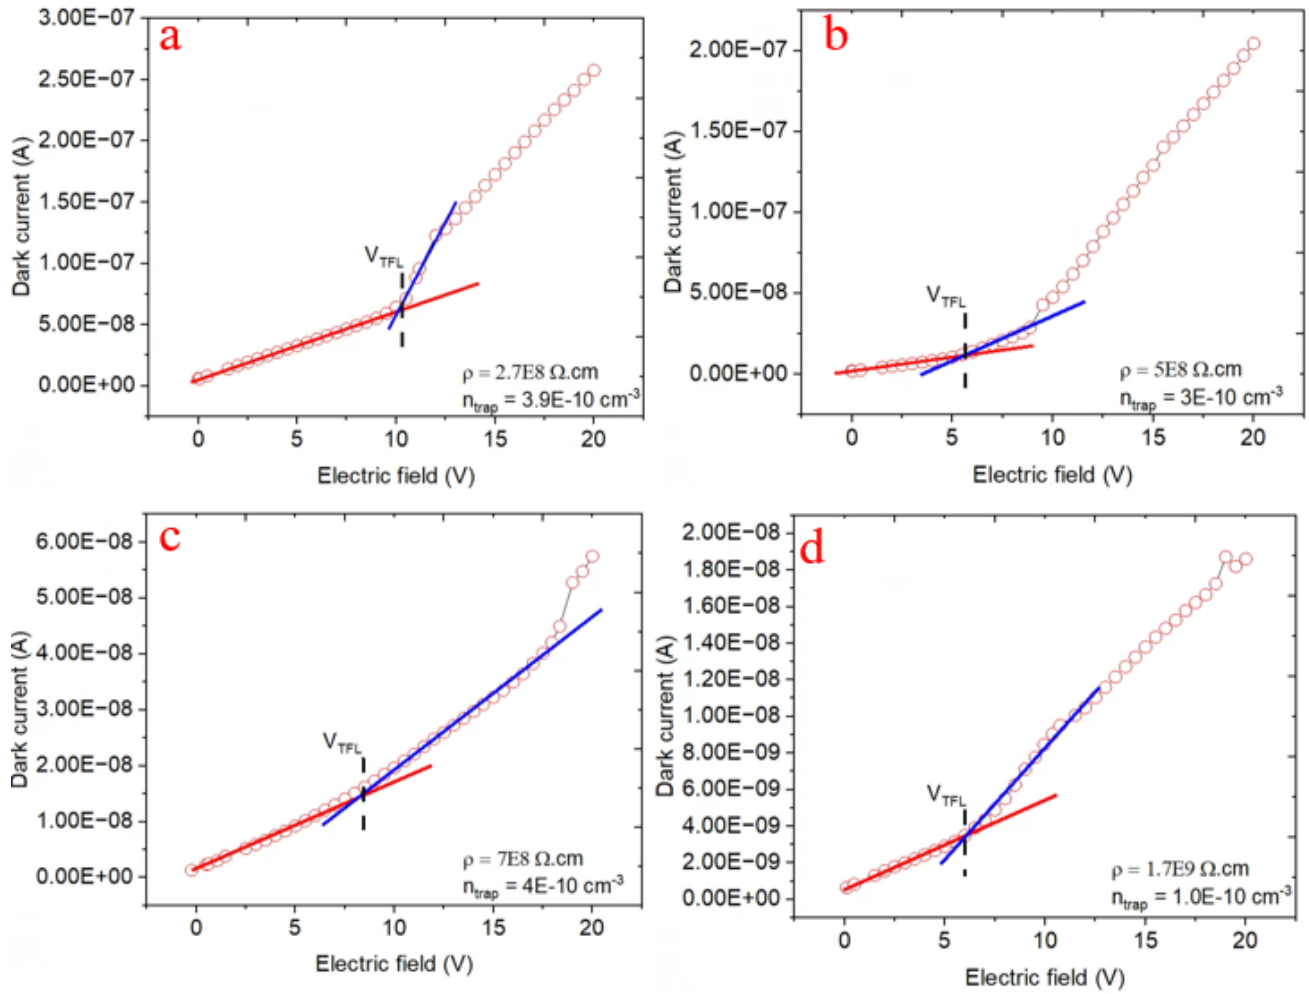 a
3.00E−07
2.50E−07
2.00E−07
1.50E−07
1.00E−07
5.00E−08
0.00E+00
Dark current (A)
V_TFL
ρ = 2.7E8 Ω.cm
n_trap = 3.9E-10 cm⁻³
0 5 10 15 20
Electric field (V)
b
2.00E−07
1.50E−07
1.00E−07
5.00E−08
0.00E+00
Dark current (A)
V_TFL
ρ = 5E8 Ω.cm
n_trap = 3E-10 cm⁻³
0 5 10 15 20
Electric field (V)
c
6.00E−08
5.00E−08
4.00E−08
3.00E−08
2.00E−08
1.00E−08
0.00E+00
Dark current (A)
V_TFL
ρ = 7E8 Ω.cm
n_trap = 4E-10 cm⁻³
0 5 10 15 20
Electric field (V)
d
2.00E−08
1.80E−08
1.60E−08
1.40E−08
1.20E−08
1.00E−08
8.00E−09
6.00E−09
4.00E−09
2.00E−09
0.00E+00
Dark current (A)
V_TFL
ρ = 1.7E9 Ω.cm
n_trap = 1.0E-10 cm⁻³
0 5 10 15 20
Electric field (V)